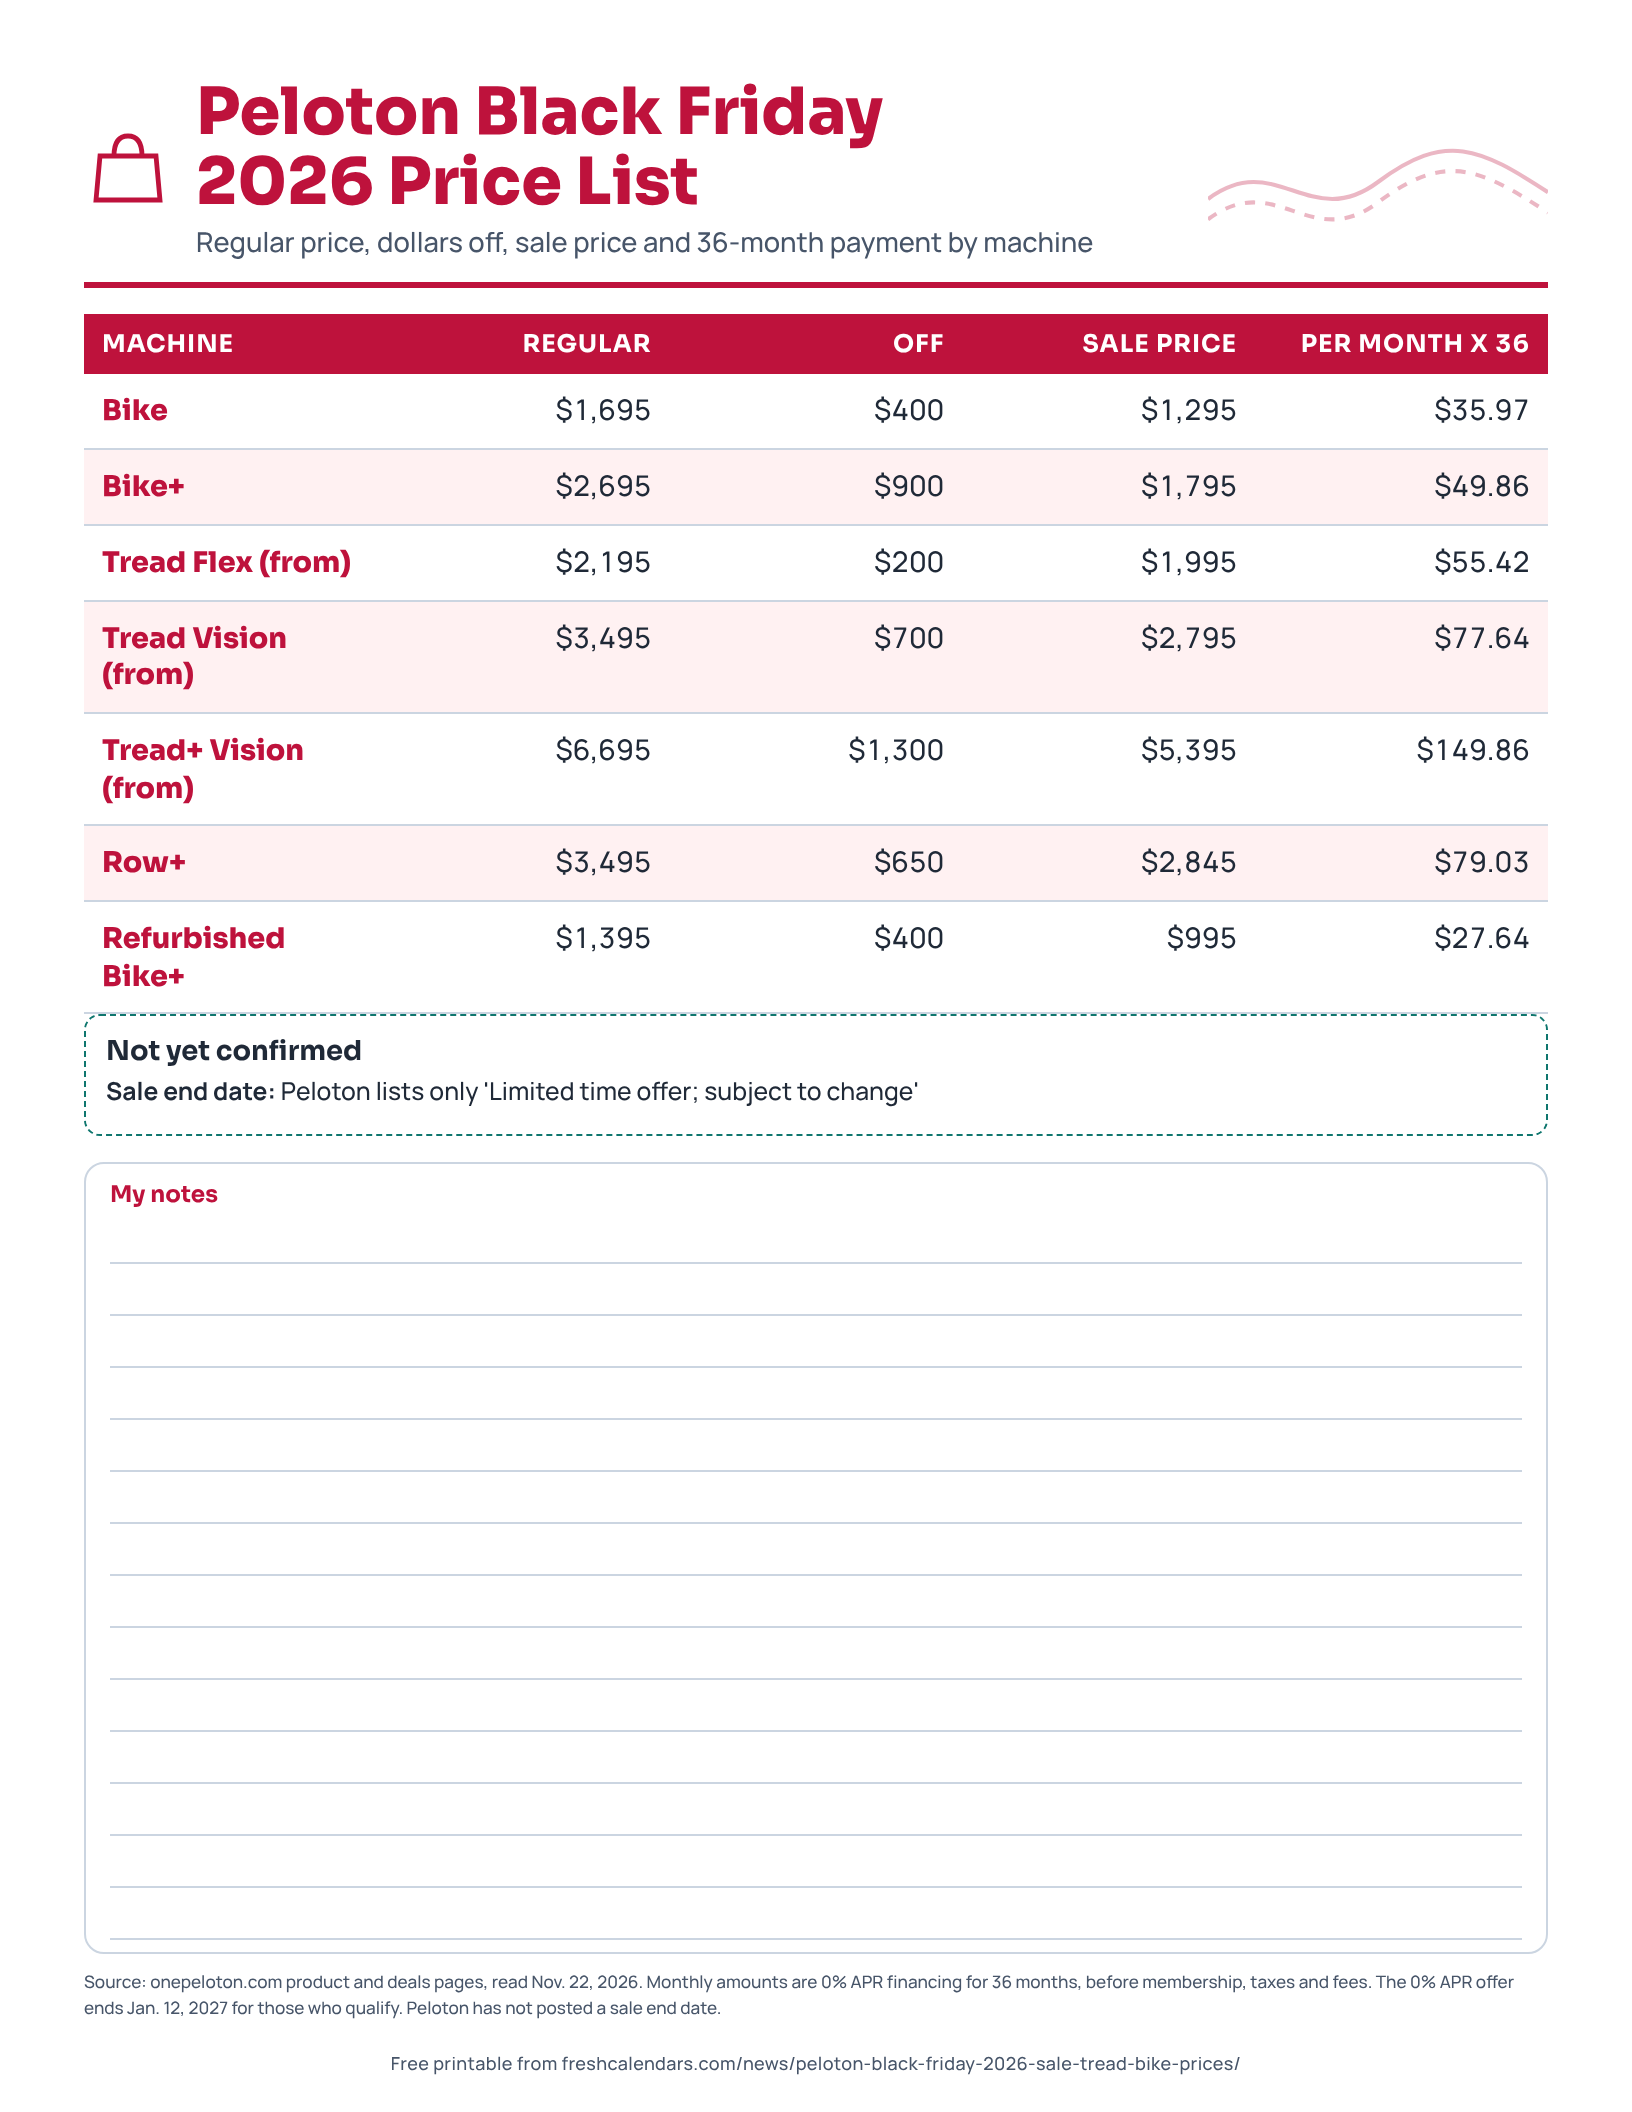 Peloton Black Friday
2026 Price List
Regular price, dollars off, sale price and 36-month payment by machine
MACHINE REGULAR OFF SALE PRICE PER MONTH X 36
Bike $1,695 $400 $1,295 $35.97
Bike+ $2,695 $900 $1,795 $49.86
Tread Flex (from) $2,195 $200 $1,995 $55.42
Tread Vision $3,495 $700 $2,795 $77.64
(from)
Tread+ Vision $6,695 $1,300 $5,395 $149.86
(from)
Row+ $3,495 $650 $2,845 $79.03
Refurbished $1,395 $400 $995 $27.64
Bike+
Not yet confirmed
Sale end date: Peloton lists only 'Limited time offer; subject to change'
My notes
Source: onepeloton.com product and deals pages, read Nov. 22, 2026. Monthly amounts are 0% APR financing for 36 months, before membership, taxes and fees. The 0% APR offer
ends Jan. 12, 2027 for those who qualify. Peloton has not posted a sale end date.
Free printable from freshcalendars.com/news/peloton-black-friday-2026-sale-tread-bike-prices/